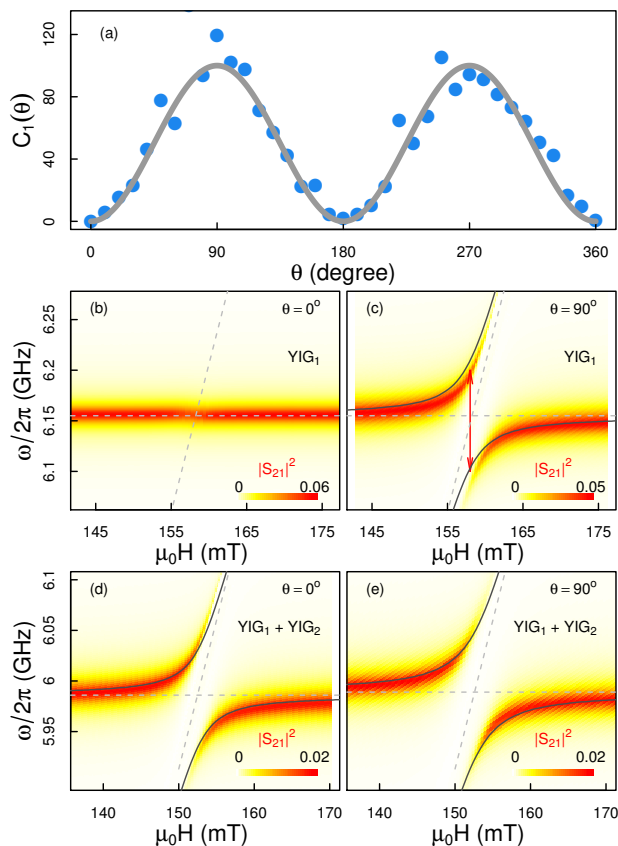 (a)
C₁(θ)
120
80
40
0
0 90 180 270 360
θ (degree)
(b) θ = 0°
YIG₁
ω/2π (GHz)
6.25
6.2
6.15
6.1
|S₂₁|²
0 0.06
145 155 165 175
μ₀H (mT)
(c) θ = 90°
YIG₁
|S₂₁|²
0 0.05
145 155 165 175
μ₀H (mT)
(d) θ = 0°
YIG₁ + YIG₂
ω/2π (GHz)
6.1
6.05
6
5.95
|S₂₁|²
0 0.02
140 150 160 170
μ₀H (mT)
(e) θ = 90°
YIG₁ + YIG₂
|S₂₁|²
0 0.02
140 150 160 170
μ₀H (mT)